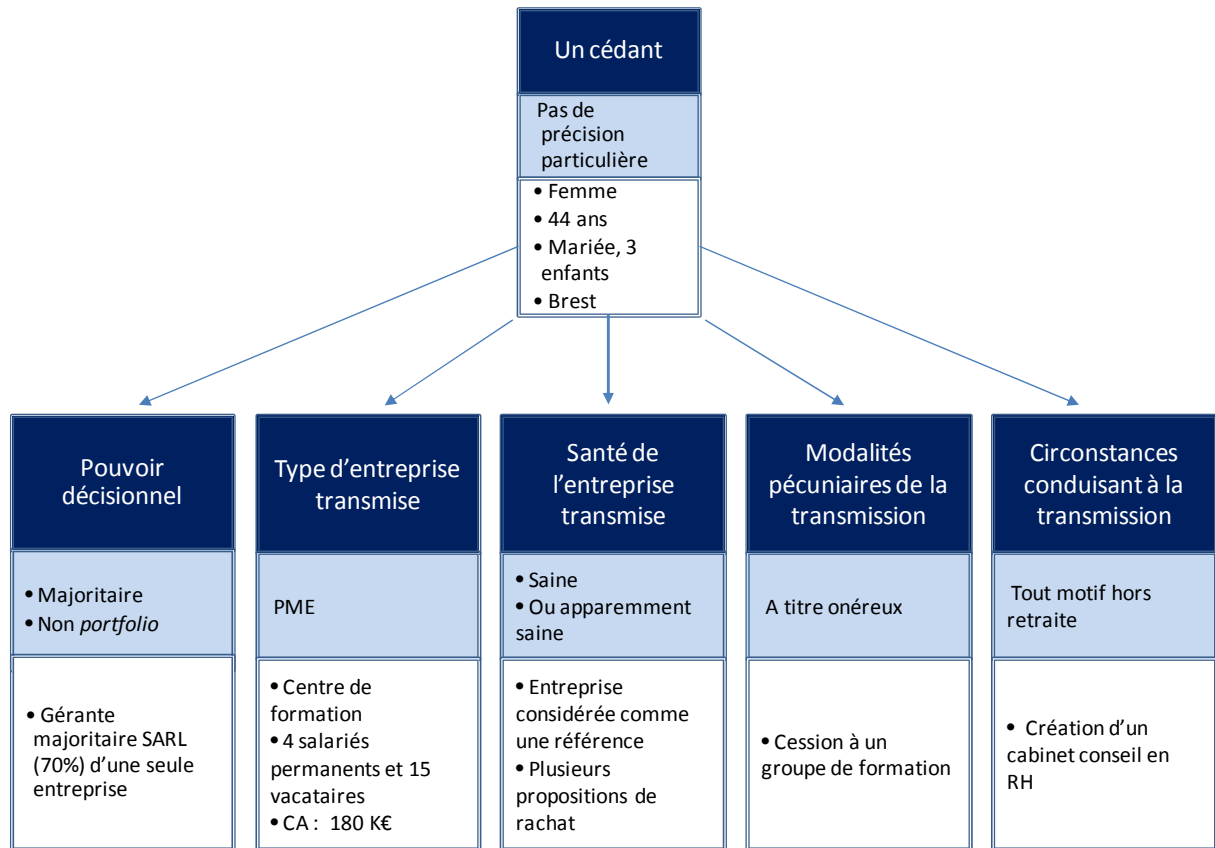 Un cédant
Pas de
précision
particulière
• Femme
• 44 ans
• Mariée, 3
enfants
• Brest
Pouvoir
décisionnel
• Majoritaire
• Non portfolio
• Gérante
majoritaire SARL
(70%) d'une seule
entreprise
Type d'entreprise
transmise
PME
• Centre de
formation
• 4 salariés
permanents et 15
vacataires
• CA : 180 K€
Santé de
l'entreprise
transmise
• Saine
• Ou apparemment
saine
• Entreprise
considérée comme
une référence
• Plusieurs
propositions de
rachat
Modalités
pécuniaires de la
transmission
A titre onéreux
• Cession à un
groupe de formation
Circonstances
conduisant à la
transmission
Tout motif hors
retraite
• Création d'un
cabinet conseil en
RH